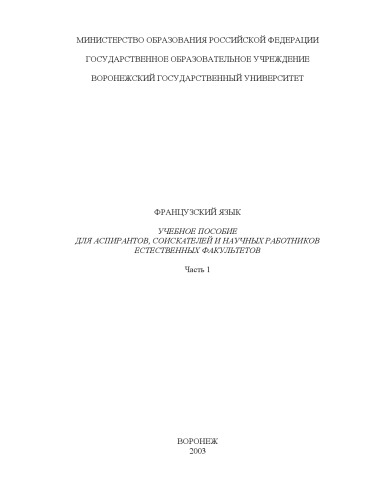 МИНИСТЕРСТВО ОБРАЗОВАНИЯ РОССИЙСКОЙ ФЕДЕРАЦИИ
ГОСУДАРСТВЕННОЕ ОБРАЗОВАТЕЛЬНОЕ УЧРЕЖДЕНИЕ
ВОРОНЕЖСКИЙ ГОСУДАРСТВЕННЫЙ УНИВЕРСИТЕТ
ФРАНЦУЗСКИЙ ЯЗЫК
УЧЕБНОЕ ПОСОБИЕ
ДЛЯ АСПИРАНТОВ, СОИСКАТЕЛЕЙ И НАУЧНЫХ РАБОТНИКОВ
ЕСТЕСТВЕННЫХ ФАКУЛЬТЕТОВ
Часть 1
ВОРОНЕЖ
2003